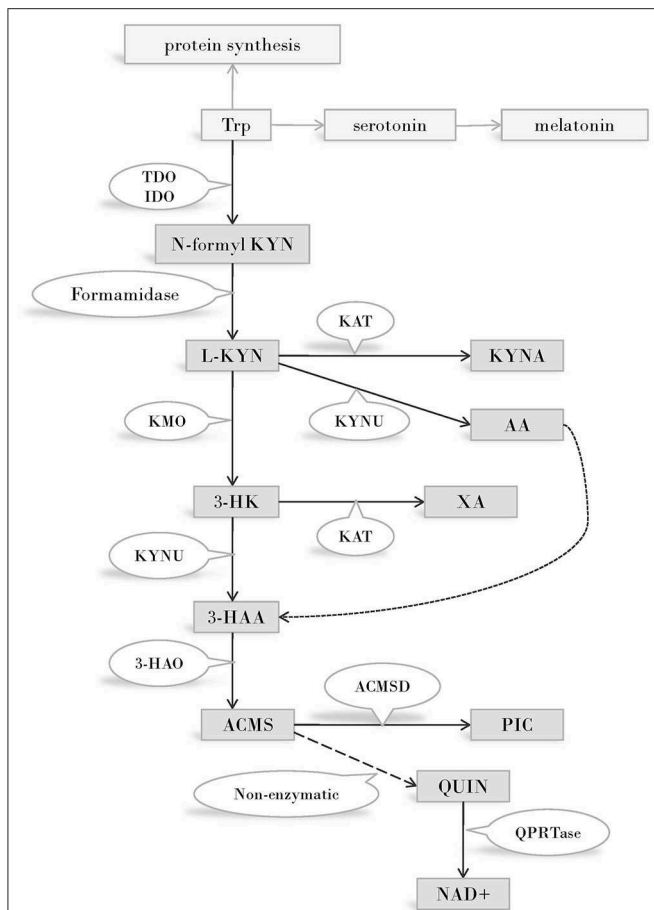 protein synthesis
Trp
serotonin
melatonin
TDO
IDO
N-formyl KYN
Formamidase
KAT
L-KYN
KYNA
KMO
KYNU
AA
3-HK
XA
KYNU
KAT
3-HAA
3-HAO
ACMSD
ACMS
PIC
Non-enzymatic
QUIN
QPRTase
NAD+